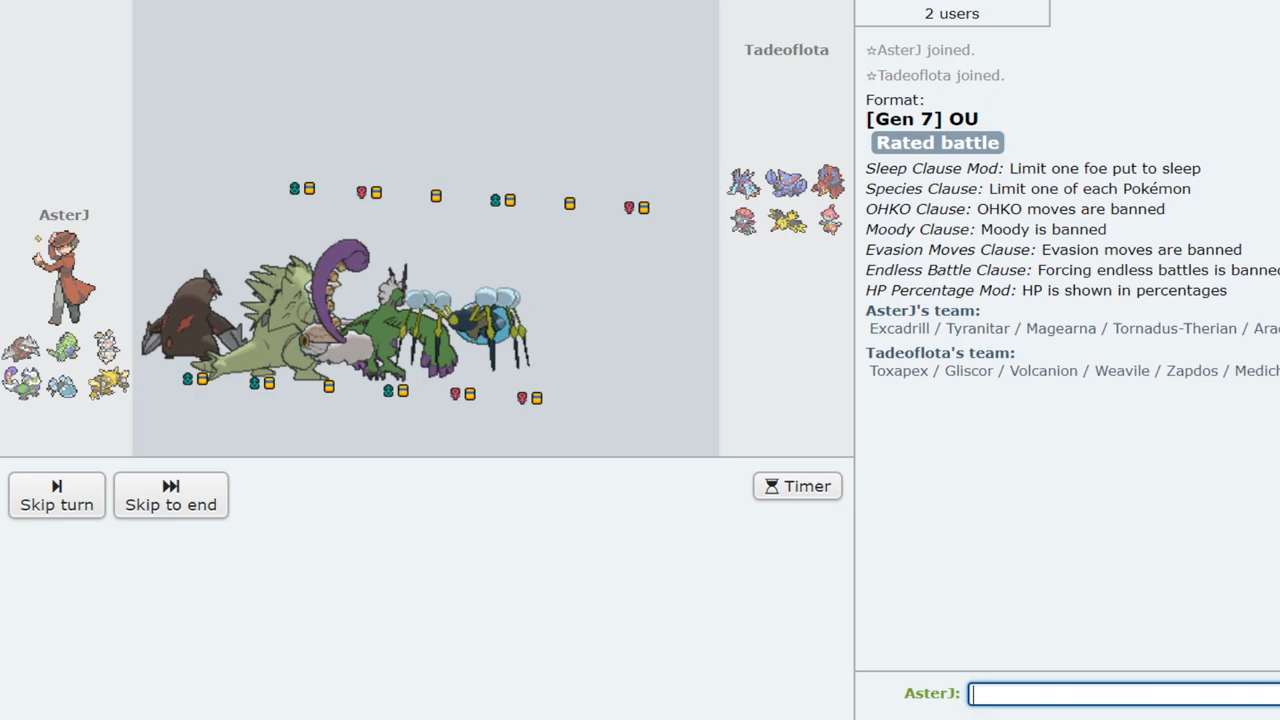 2 users
Tadeoflota
☆AsterJ joined.
☆Tadeoflota joined.
Format:
[Gen 7] OU
Rated battle
Sleep Clause Mod: Limit one foe put to sleep
Species Clause: Limit one of each Pokémon
OHKO Clause: OHKO moves are banned
Moody Clause: Moody is banned
Evasion Moves Clause: Evasion moves are banned
Endless Battle Clause: Forcing endless battles is banned
HP Percentage Mod: HP is shown in percentages
AsterJ's team:
Excadrill / Tyranitar / Magearna / Tornadus-Therian / Ara
Tadeoflota's team:
Toxapex / Gliscor / Volcanion / Weavile / Zapdos / Medich
AsterJ
Skip turn
Skip to end
Timer
AsterJ: